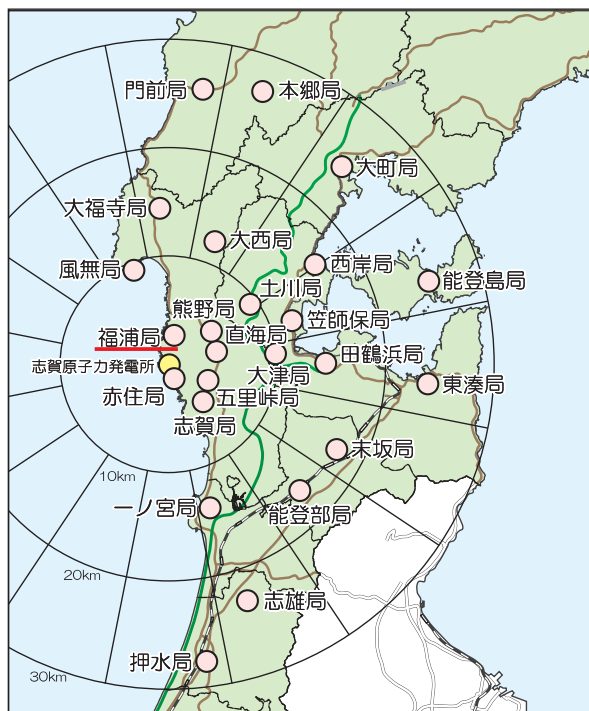 門前局
本郷局
大町局
大福寺局
大西局
西岸局
風無局
能登島局
土川局
熊野局
笠師保局
福浦局
直海局
志賀原子力発電所
田鶴浜局
大津局
東湊局
赤住局
五里峠局
志賀局
末坂局
10km
一ノ宮局
能登部局
20km
志雄局
押水局
30km